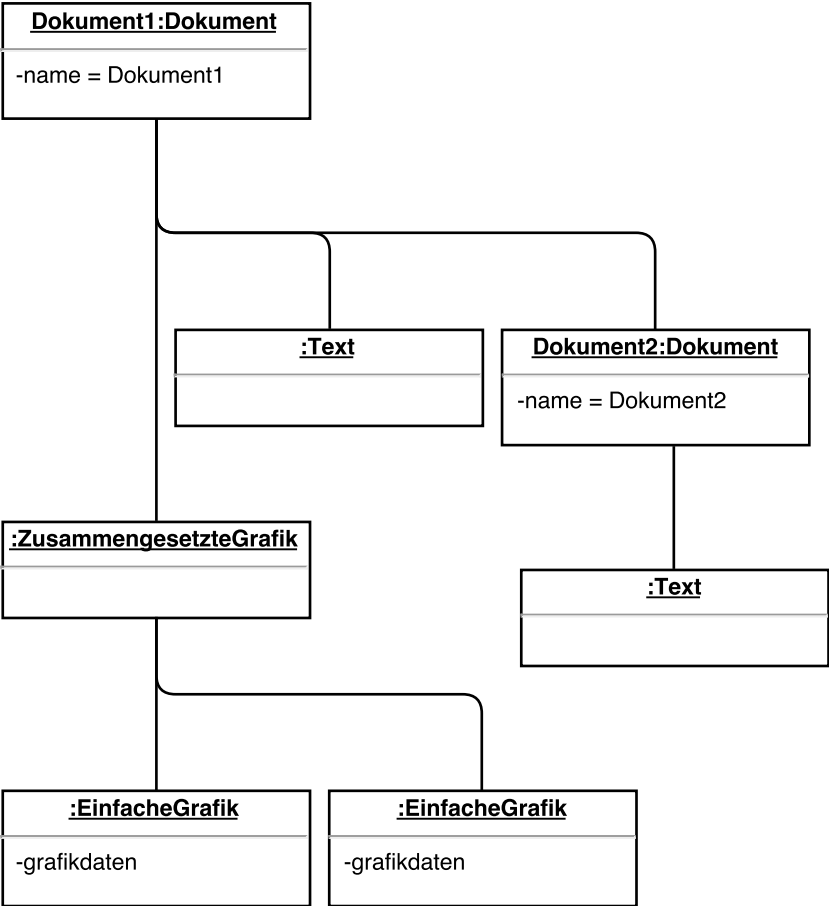 Dokument1:Dokument
-name = Dokument1
:Text
Dokument2:Dokument
-name = Dokument2
:ZusammengesetzteGrafik
:Text
:EinfacheGrafik
-grafikdaten
:EinfacheGrafik
-grafikdaten